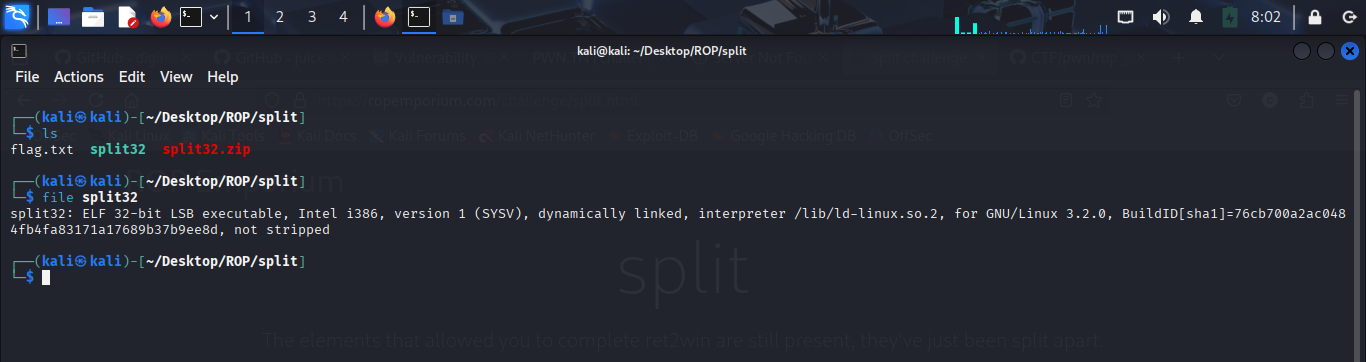 1 2 3 4 8:02
kali@kali: ~/Desktop/ROP/split
File Actions Edit View Help
┌──(kali㉿kali)-[~/Desktop/ROP/split]
└─$ ls
flag.txt split32 split32.zip
┌──(kali㉿kali)-[~/Desktop/ROP/split]
└─$ file split32
split32: ELF 32-bit LSB executable, Intel i386, version 1 (SYSV), dynamically linked, interpreter /lib/ld-linux.so.2, for GNU/Linux 3.2.0, BuildID[sha1]=76cb700a2ac048
4fb4fa83171a17689b37b9ee8d, not stripped
┌──(kali㉿kali)-[~/Desktop/ROP/split]
└─$
split
The elements that allowed you to complete ret2win are still present, they've just been split apart.